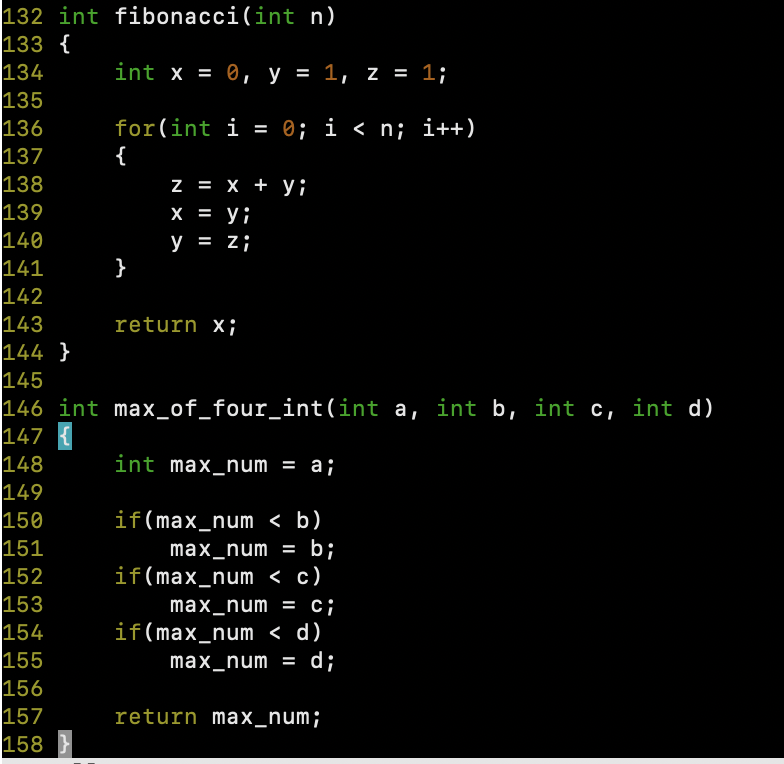 132 int fibonacci(int n)
133 {
134     int x = 0, y = 1, z = 1;
135
136     for(int i = 0; i < n; i++)
137     {
138         z = x + y;
139         x = y;
140         y = z;
141     }
142
143     return x;
144 }
145
146 int max_of_four_int(int a, int b, int c, int d)
147 {
148     int max_num = a;
149
150     if(max_num < b)
151         max_num = b;
152     if(max_num < c)
153         max_num = c;
154     if(max_num < d)
155         max_num = d;
156
157     return max_num;
158 }